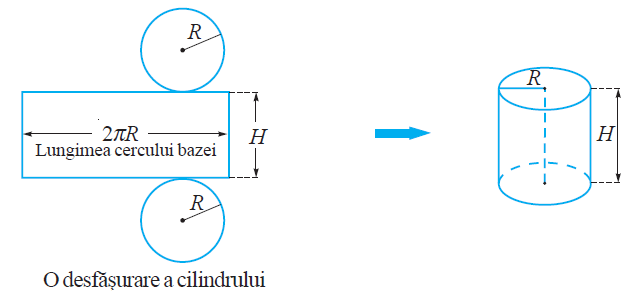 R
R
2πR
H
Lungimea cercului bazei
H
R
O desfășurare a cilindrului